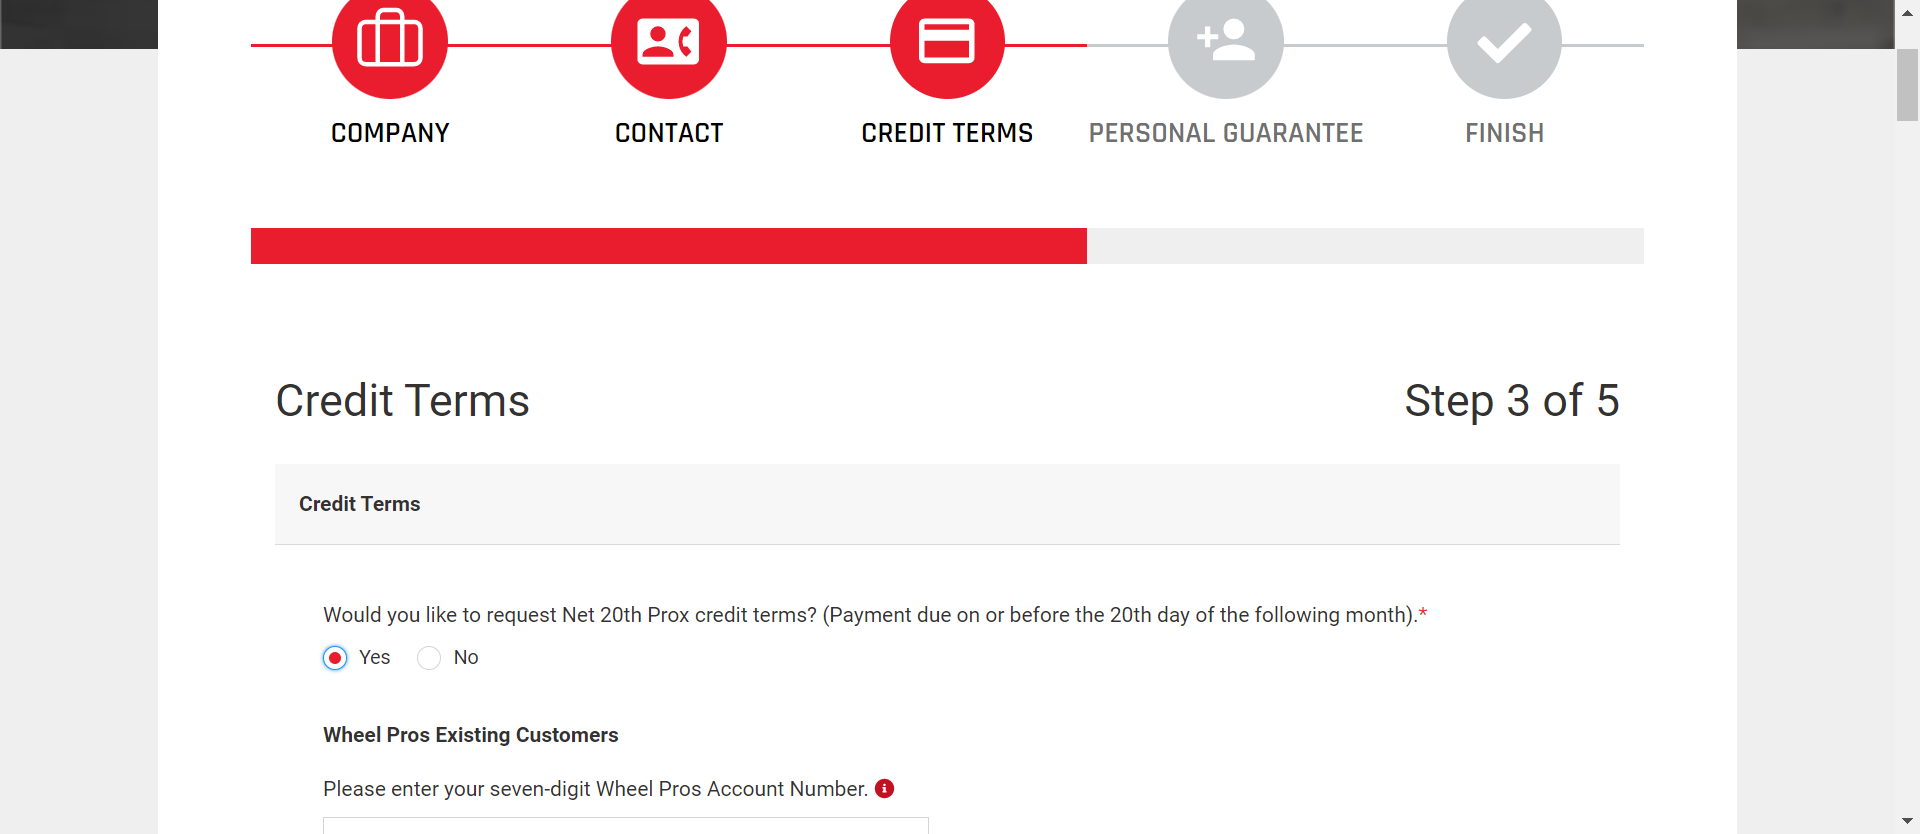 COMPANY CONTACT CREDIT TERMS PERSONAL GUARANTEE FINISH
Credit Terms Step 3 of 5
Credit Terms
Would you like to request Net 20th Prox credit terms? (Payment due on or before the 20th day of the following month).*
Yes No
Wheel Pros Existing Customers
Please enter your seven-digit Wheel Pros Account Number.